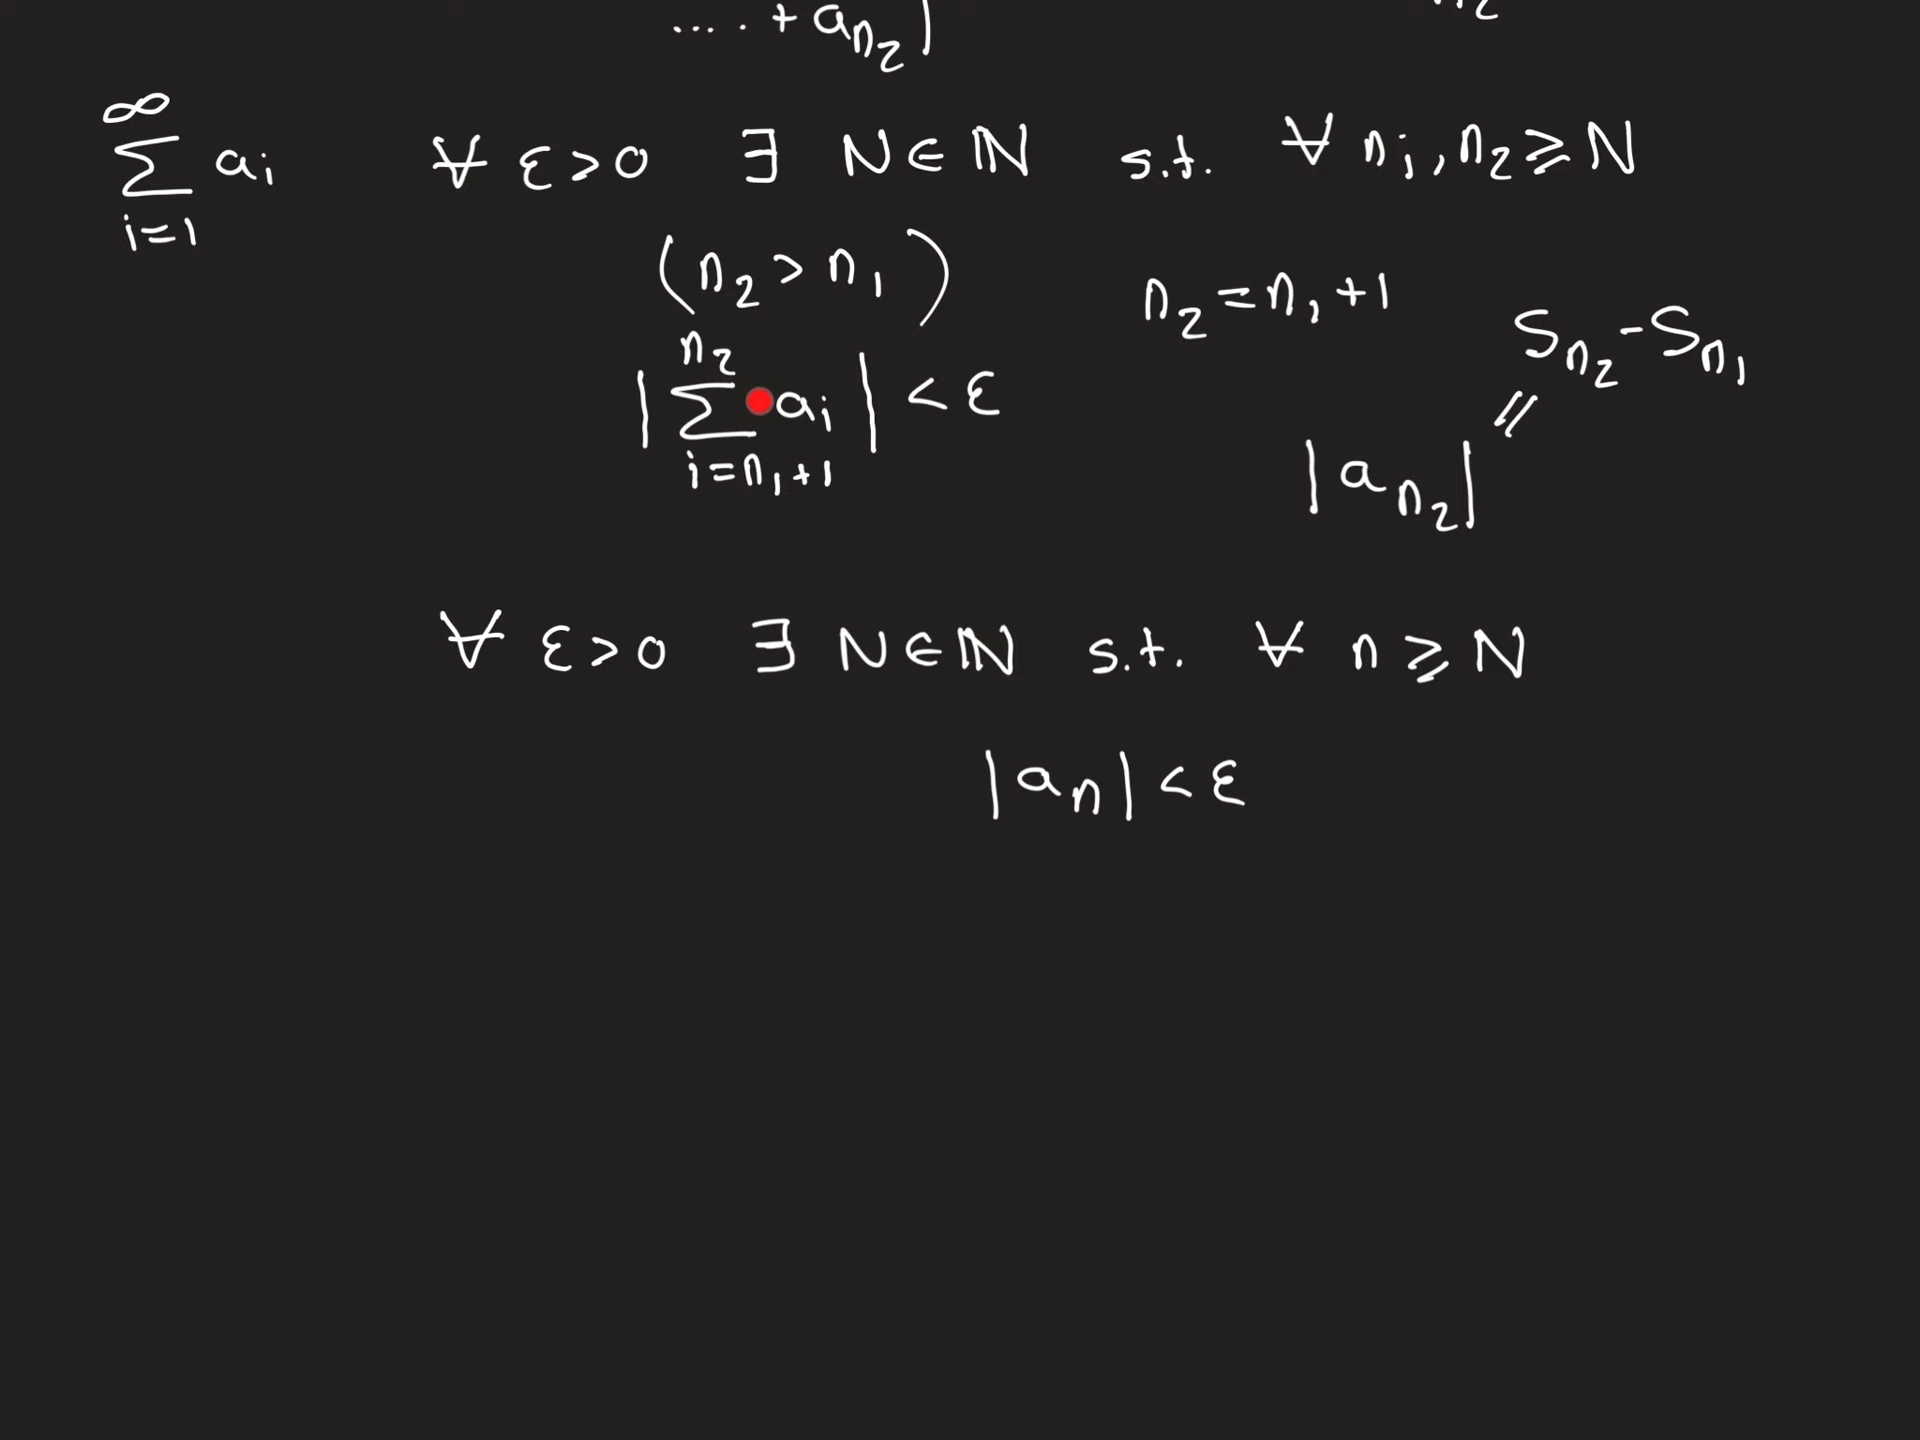 .... + a_{n_2}|
n_2
∞
∑ a_i ∀ ε>0 ∃ N∈ℕ s.t. ∀ n_1, n_2 ⩾ N
i=1
(n_2 > n_1)
n_2 = n_1 + 1
S_{n_2} - S_{n_1}
n_2
|∑ a_i| < ε
i=n_1+1
||
|a_{n_2}|
∀ ε>0 ∃ N∈ℕ s.t. ∀ n ⩾ N
|a_n| < ε